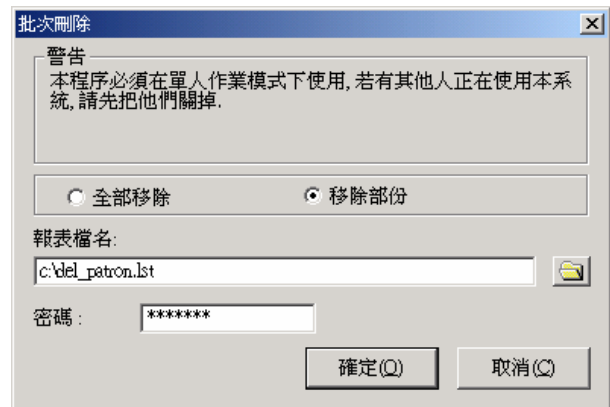 批次刪除
警告
本程序必須在單人作業模式下使用,若有其他人正在使用本系
統,請先把他們關掉.
全部移除 移除部份
報表檔名:
c:\del_patron.lst
密碼 : *******
確定(O) 取消(C)